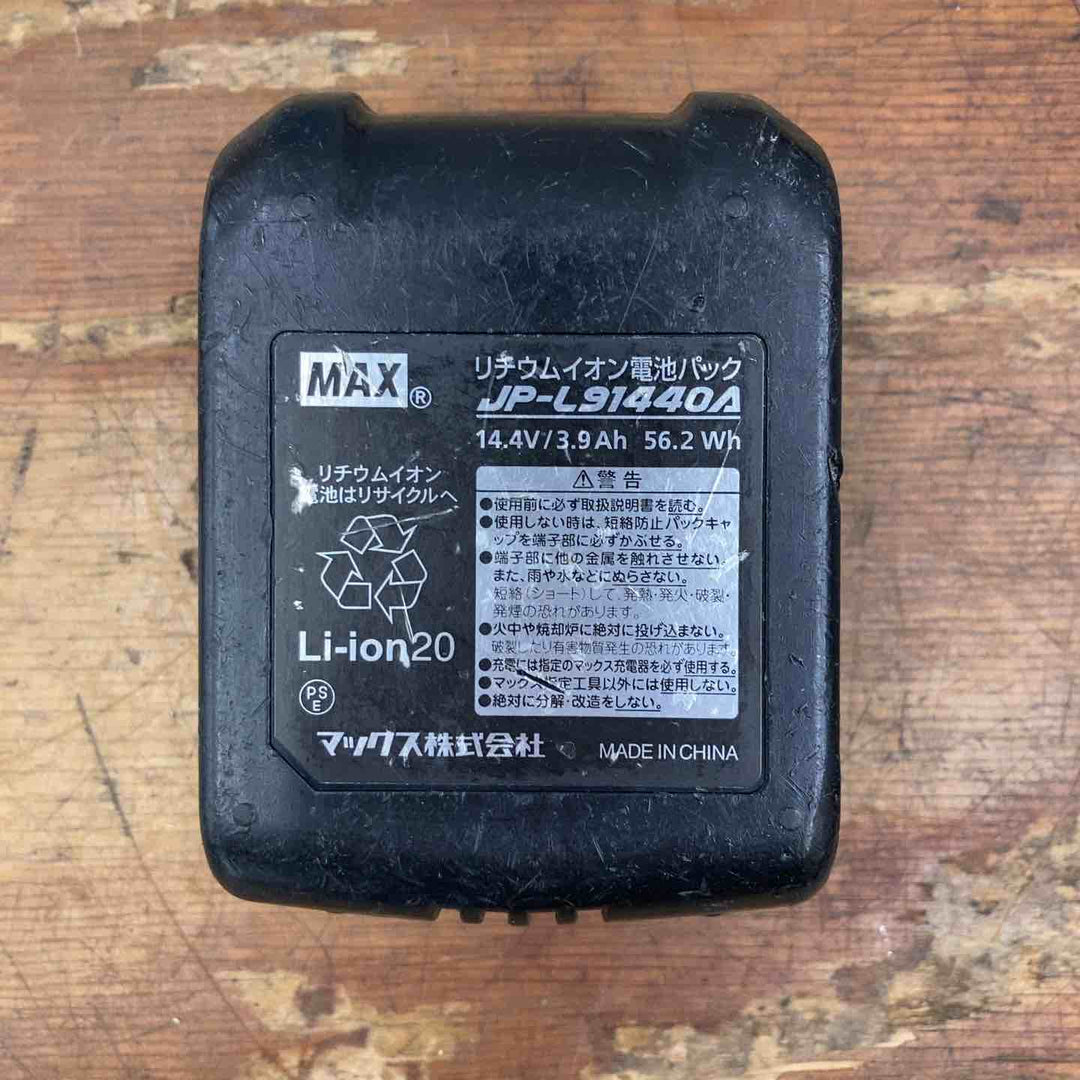 MAX®
リチウムイオン電池パック
JP-L91440A
14.4V/3.9Ah 56.2Wh
リチウムイオン
電池はリサイクルへ
Li-ion20
PS
E
⚠警告
●使用前に必ず取扱説明書を読む。
●使用しない時は、短絡防止パックキャ
ップを端子部に必ずかぶせる。
●端子部に他の金属を触れさせない。
また、雨や水などにぬらさない。
短絡(ショート)して、発熱・発火・破裂・
発煙の恐れがあります。
●火中や焼却炉に絶対に投げ込まない。
破裂したり有害物質発生の恐れがあります。
●充電には指定のマックス充電器を必ず使用する。
●マックス指定工具以外には使用しない。
●絶対に分解・改造をしない。
マックス株式会社
MADE IN CHINA